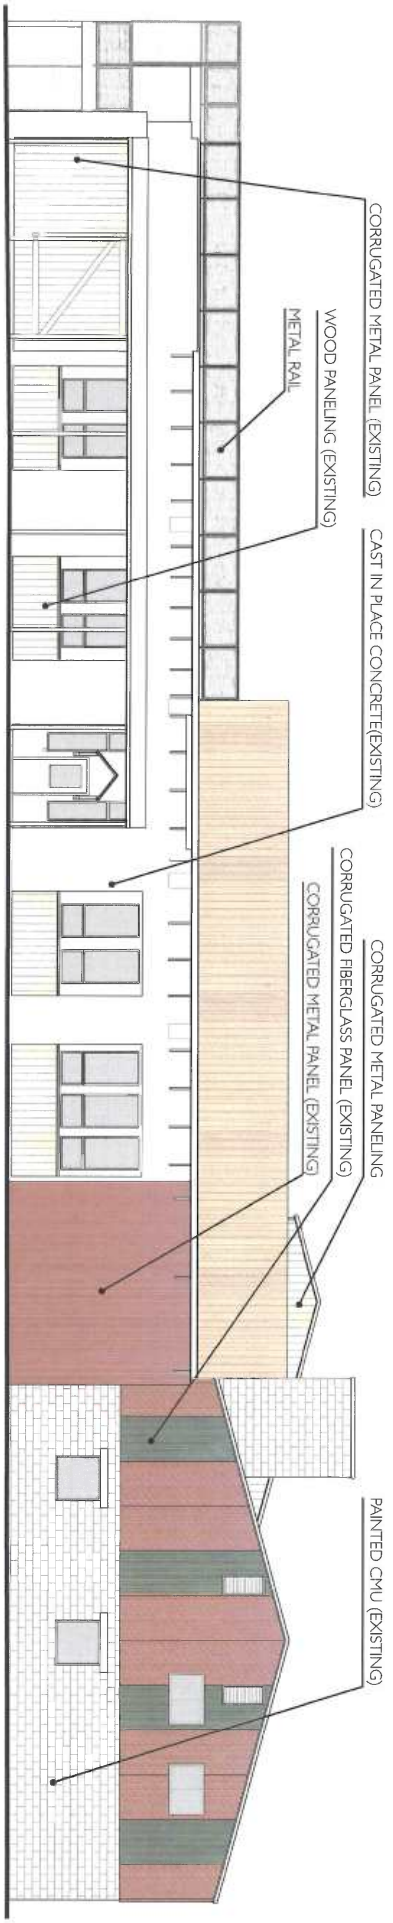 CORRUGATED METAL PANEL (EXISTING)
WOOD PANELING (EXISTING)
METAL RAIL
CAST IN PLACE CONCRETE(EXISTING)
CORRUGATED METAL PANELING
CORRUGATED FIBERGLASS PANEL (EXISTING)
CORRUGATED METAL PANEL (EXISTING)
PAINTED CMU (EXISTING)